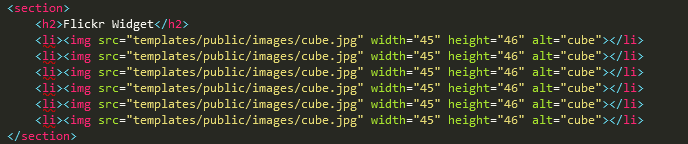 <section>
<h2>Flickr Widget</h2>
<li><img src="templates/public/images/cube.jpg" width="45" height="46" alt="cube"></li>
<li><img src="templates/public/images/cube.jpg" width="45" height="46" alt="cube"></li>
<li><img src="templates/public/images/cube.jpg" width="45" height="46" alt="cube"></li>
<li><img src="templates/public/images/cube.jpg" width="45" height="46" alt="cube"></li>
<li><img src="templates/public/images/cube.jpg" width="45" height="46" alt="cube"></li>
<li><img src="templates/public/images/cube.jpg" width="45" height="46" alt="cube"></li>
</section>